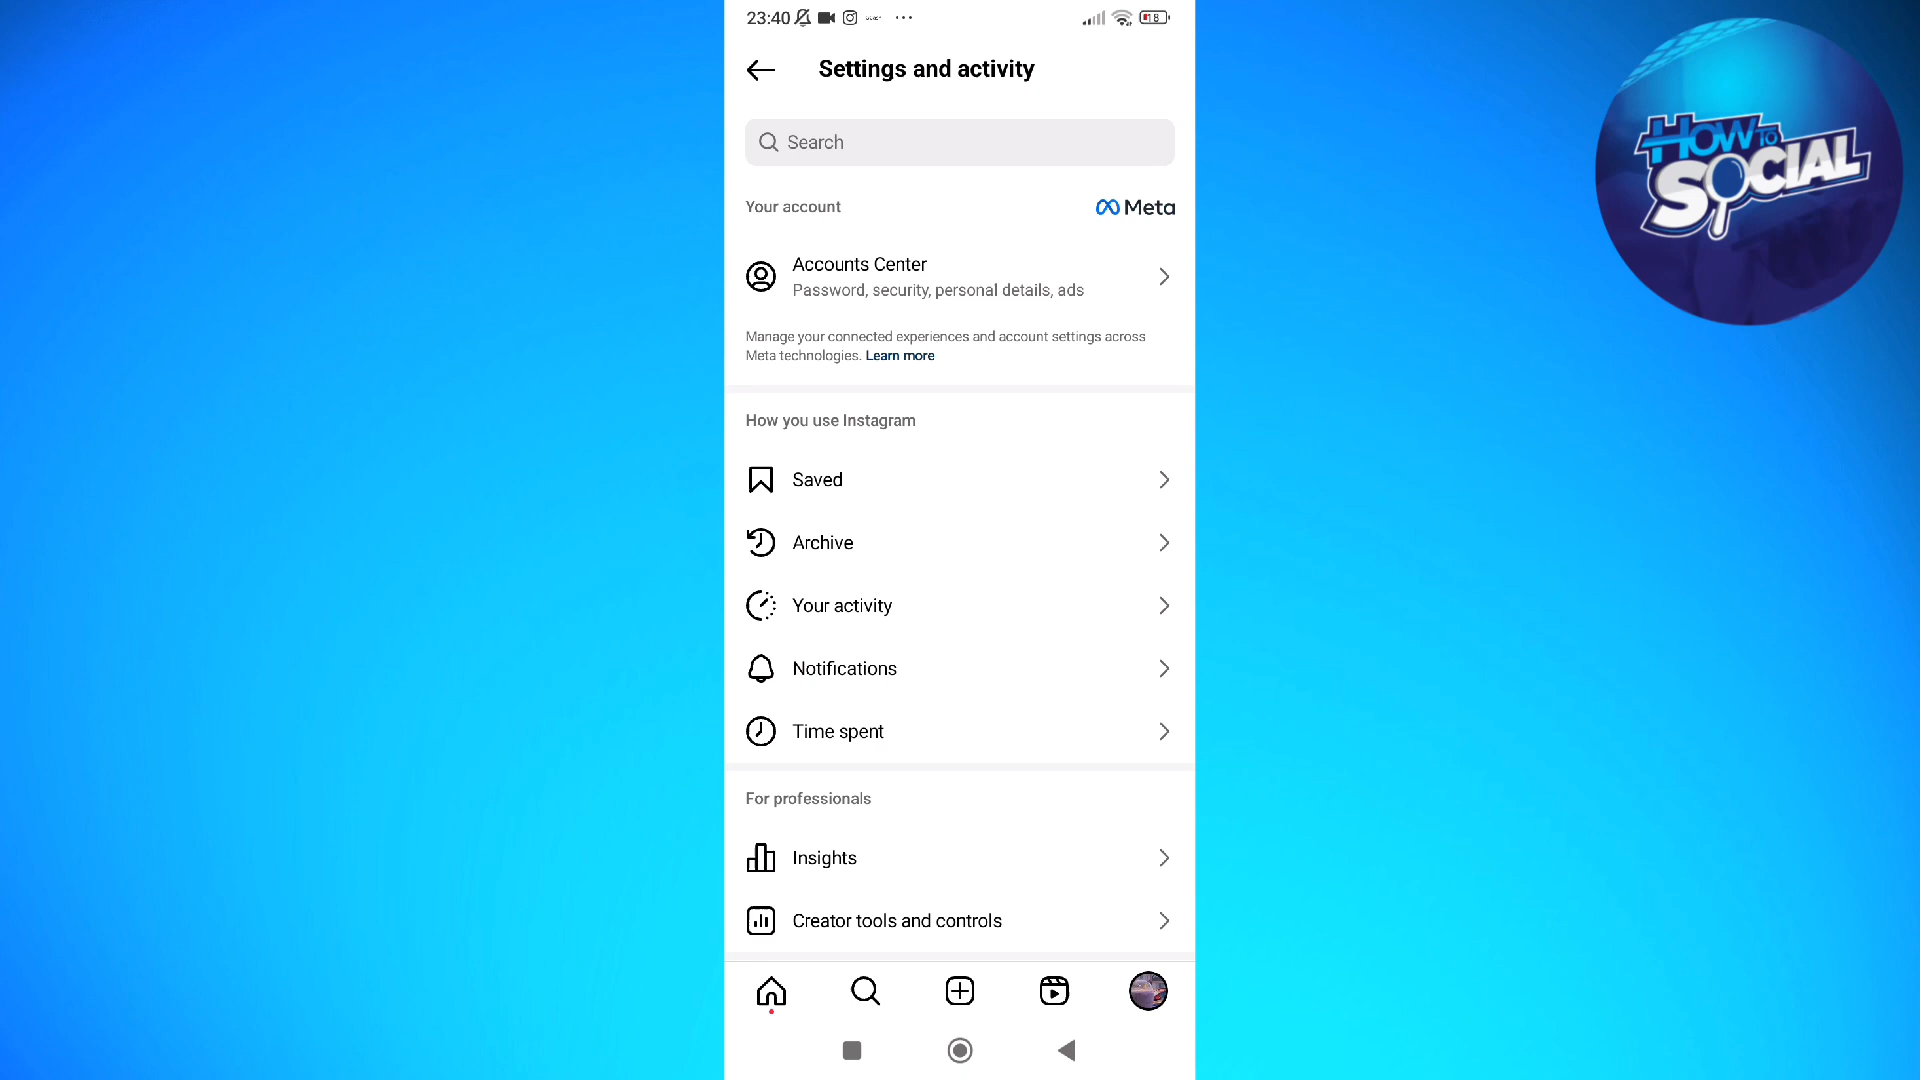 23:40
18
Settings and activity
HOW TO
SOCIAL
Search
Your account
Meta
Accounts Center
Password, security, personal details, ads
Manage your connected experiences and account settings across
Meta technologies. Learn more
How you use Instagram
Saved
Archive
Your activity
Notifications
Time spent
For professionals
Insights
Creator tools and controls